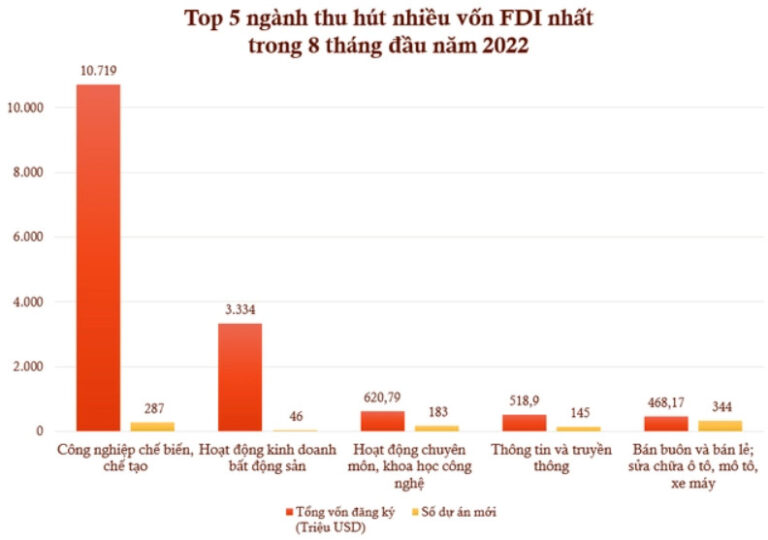 Top 5 ngành thu hút nhiều vốn FDI nhất
trong 8 tháng đầu năm 2022
10.719
10.000
8.000
6.000
4.000
3.334
2.000
620,79
518,9
468,17
344
287
46
183
145
0
Công nghiệp chế biến,
chế tạo
Hoạt động kinh doanh
bất động sản
Hoạt động chuyên
môn, khoa học công
nghệ
Thông tin và truyền
thông
Bán buôn và bán lẻ;
sửa chữa ô tô, mô tô,
xe máy
Tổng vốn đăng ký
(Triệu USD)
Số dự án mới